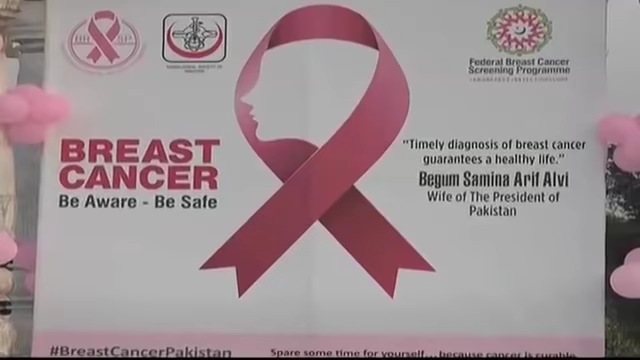 Federal Breast Cancer
Screening Programme
BREAST
CANCER
Be Aware - Be Safe
"Timely diagnosis of breast cancer
guarantees a healthy life."
Begum Samina Arif Alvi
Wife of The President of
Pakistan
#BreastCancerPakistan
Spare some time for yourself... because cancer is curable